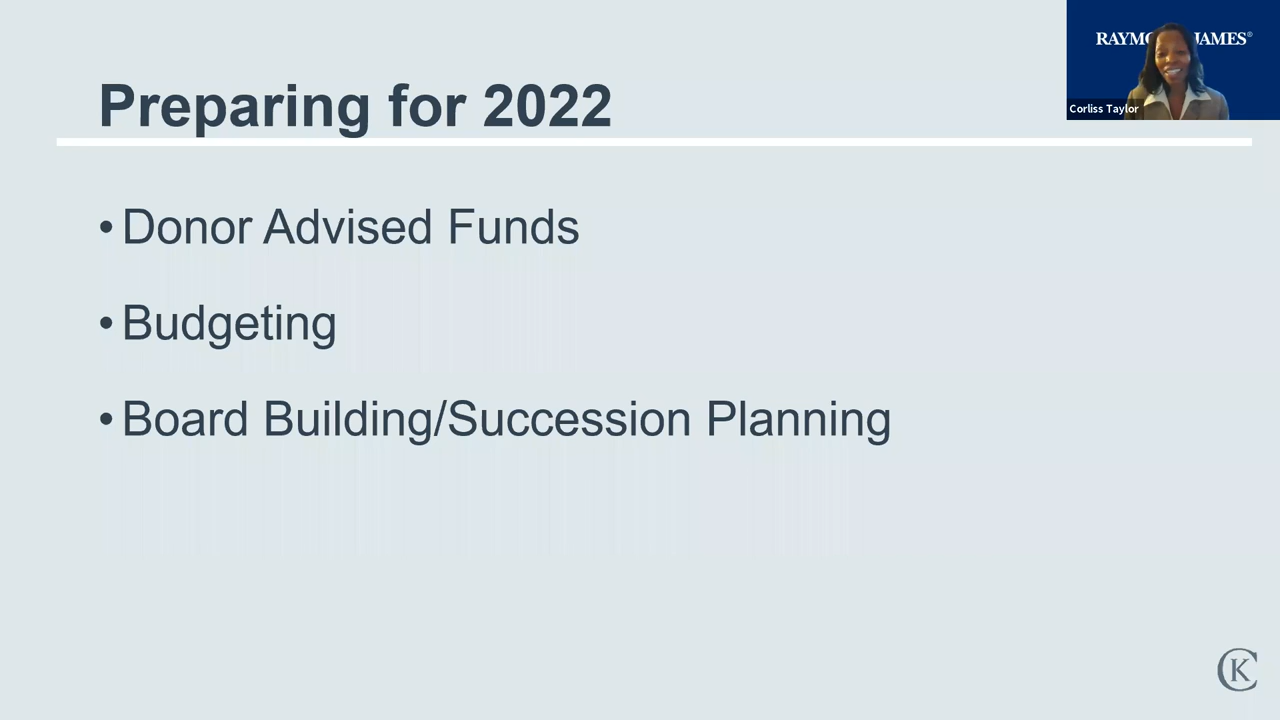 RAYMO JAMES®
Corliss Taylor
Preparing for 2022
• Donor Advised Funds
• Budgeting
• Board Building/Succession Planning
CK